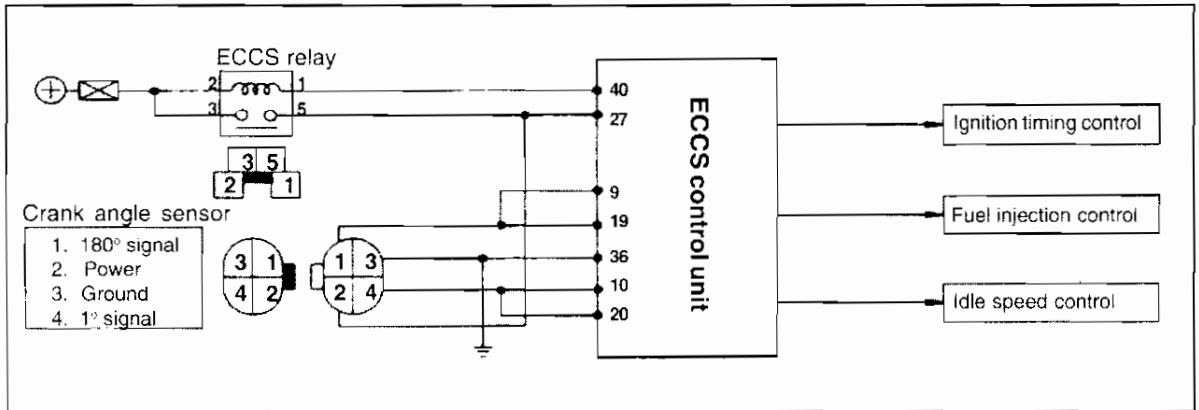 ECCS relay
2 1
3 5
3 5
2 1
Crank angle sensor
1. 180° signal
2. Power
3. Ground
4. 1° signal
3 1
4 2
1 3
2 4
40
27
9
19
36
10
20
ECCS control unit
Ignition timing control
Fuel injection control
Idle speed control